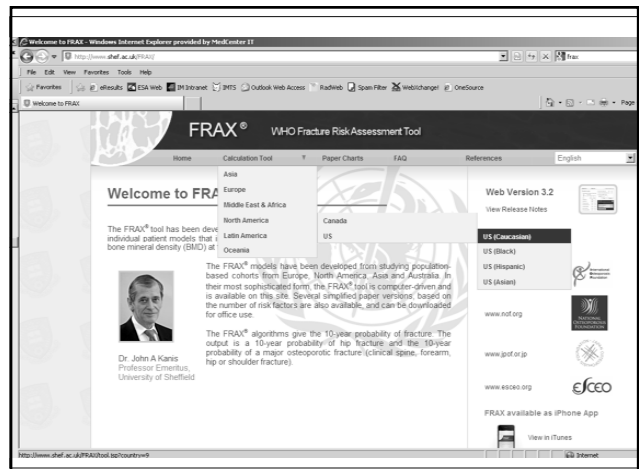 Welcome to FRAX - Windows Internet Explorer provided by MedCenter IT
http://www.shef.ac.uk/FRAX/
frax
File Edit View Favorites Tools Help
Favorites eResults ESA Web IM Intranet IMTS Outlook Web Access RadWeb Spam Filter WebXchange! OneSource
Welcome to FRAX
Page
FRAX® WHO Fracture Risk Assessment Tool
Home Calculation Tool Paper Charts FAQ References English
Asia
Europe
Middle East & Africa
North America
Latin America
Oceania
Canada
US
US (Caucasian)
US (Black)
US (Hispanic)
US (Asian)
Welcome to FRA
The FRAX® tool has been deve
individual patient models that i
bone mineral density (BMD) at
The FRAX® models have been developed from studying population-
based cohorts from Europe, North America, Asia and Australia. In
their most sophisticated form, the FRAX® tool is computer-driven and
is available on this site. Several simplified paper versions, based on
the number of risk factors are also available, and can be downloaded
for office use.
The FRAX® algorithms give the 10-year probability of fracture. The
output is a 10-year probability of hip fracture and the 10-year
probability of a major osteoporotic fracture (clinical spine, forearm,
hip or shoulder fracture).
Dr. John A Kanis
Professor Emeritus,
University of Sheffield
Web Version 3.2
View Release Notes
www.nof.org
NATIONAL
OSTEOPOROSIS
FOUNDATION
www.jpof.or.jp
www.esceo.org
ESCEO
FRAX available as iPhone App
View in iTunes
http://www.shef.ac.uk/FRAX/tool.jsp?country=9
Internet